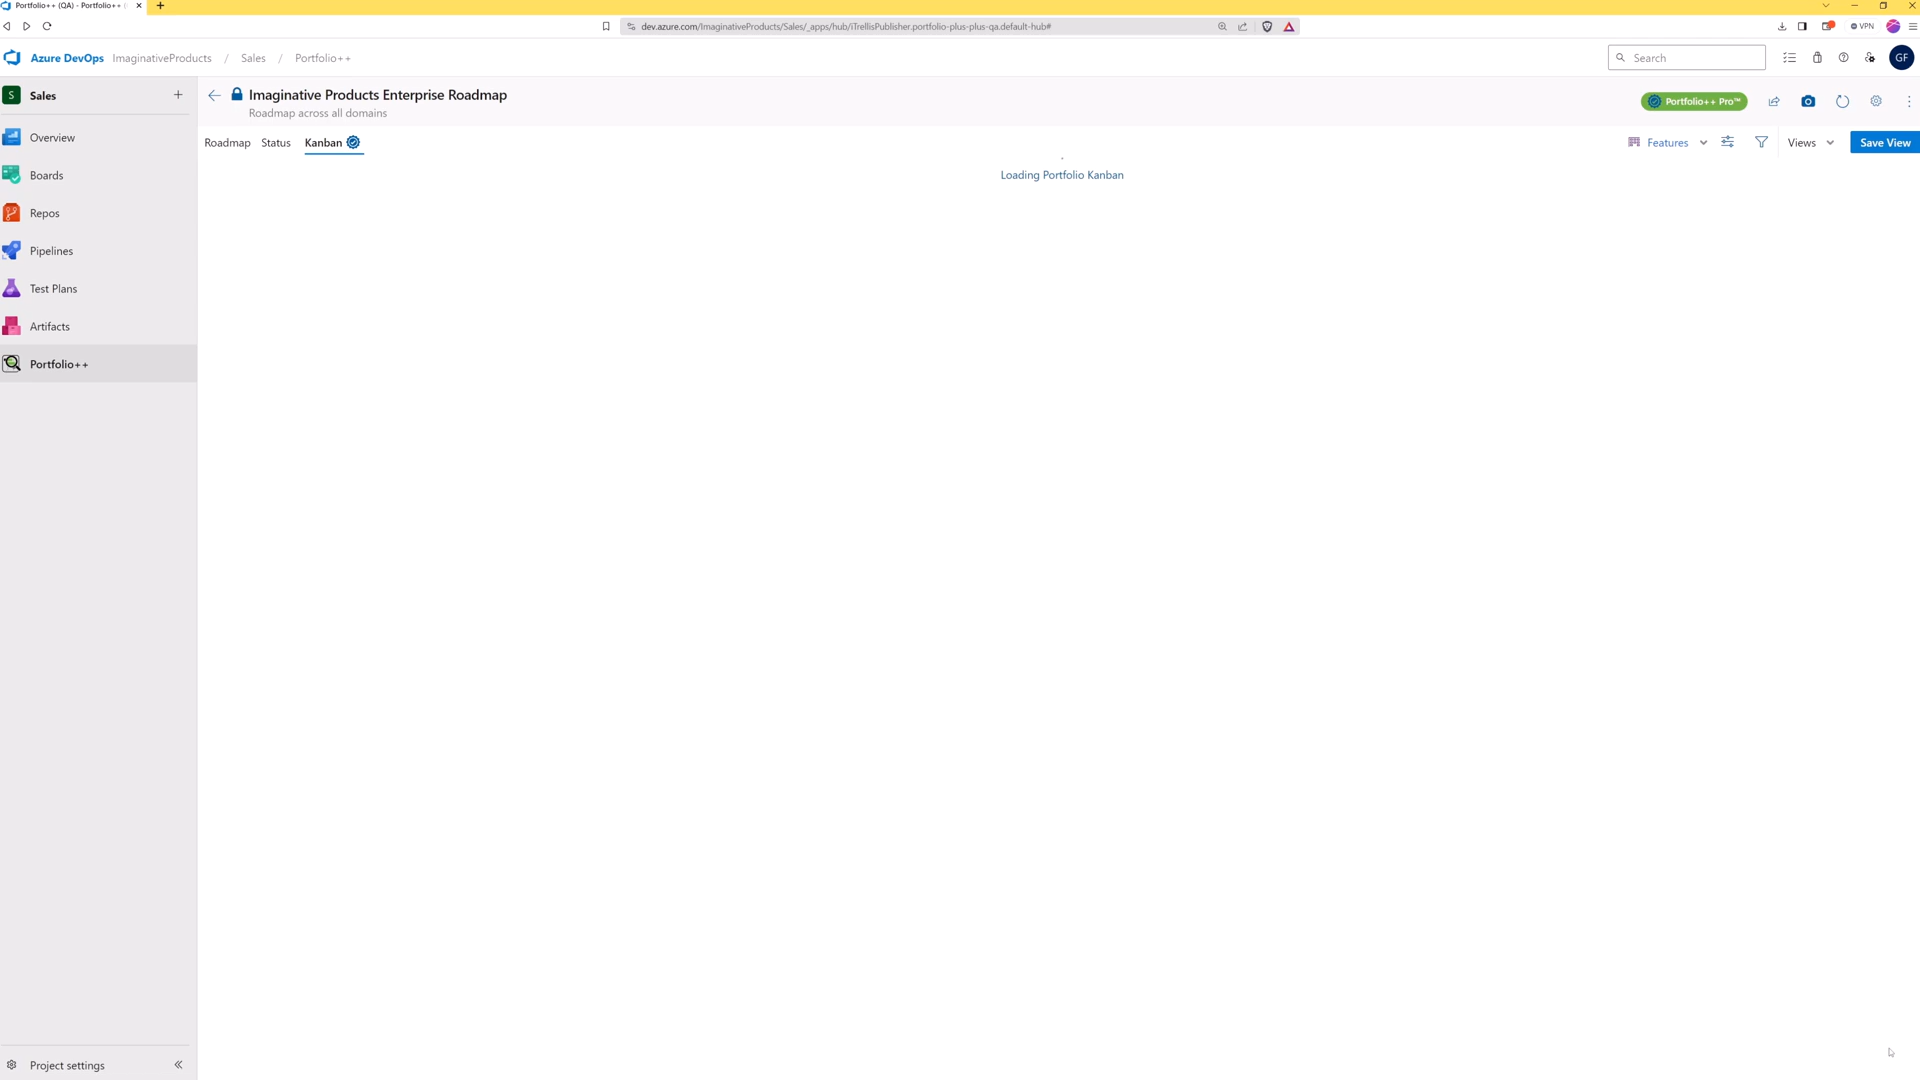 Portfolio++ (QA) - Portfolio++
dev.azure.com/ImaginativeProducts/Sales/_apps/hub/iTrellisPublisher.portfolio-plus-plus-qa.default-hub#
VPN
Azure DevOps
ImaginativeProducts / Sales / Portfolio++
Search
GF
S
Sales
Imaginative Products Enterprise Roadmap
Roadmap across all domains
Portfolio++ Pro™
Roadmap
Status
Kanban
Features
Views
Save View
Loading Portfolio Kanban
Overview
Boards
Repos
Pipelines
Test Plans
Artifacts
Portfolio++
Project settings